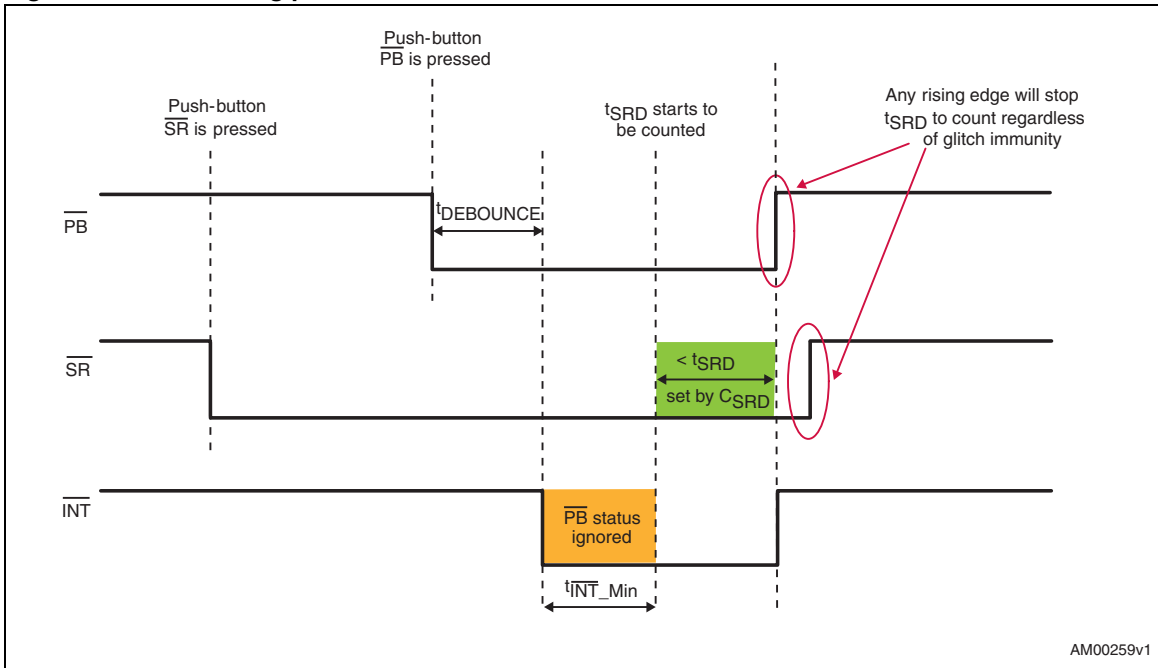 Push-button
PB is pressed
Push-button
SR is pressed
tSRD starts to
be counted
Any rising edge will stop
tSRD to count regardless
of glitch immunity
PB
tDEBOUNCE
SR
< tSRD
set by CSRD
INT
PB status
ignored
tINT_Min
AM00259v1